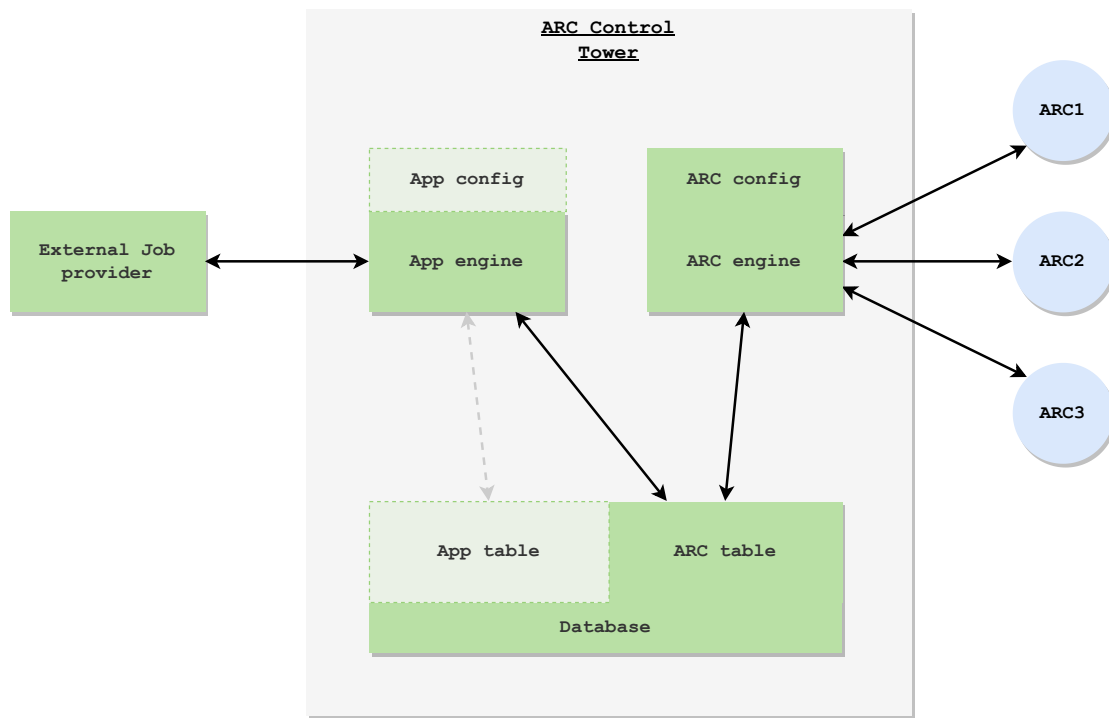 ARC Control
Tower
App config
ARC config
External Job
provider
App engine
ARC engine
ARC1
ARC2
ARC3
App table
ARC table
Database